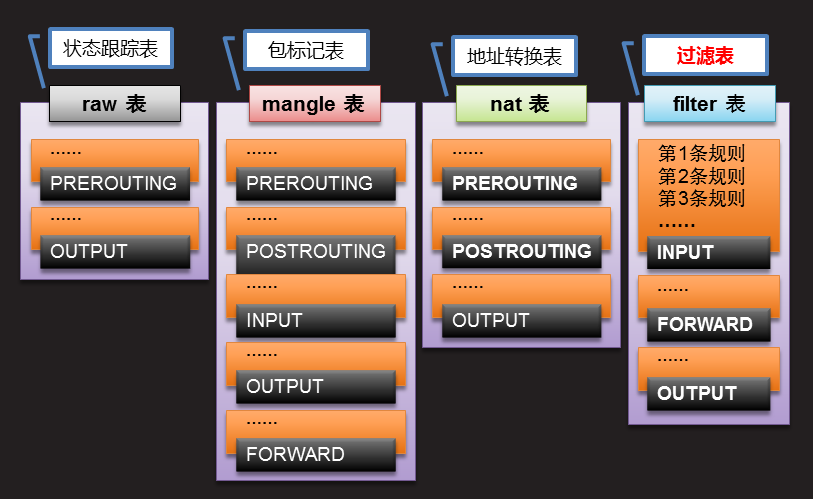 状态跟踪表
包标记表
地址转换表
过滤表
raw 表
mangle 表
nat 表
filter 表
......
PREROUTING
......
OUTPUT
......
PREROUTING
......
POSTROUTING
......
INPUT
......
OUTPUT
......
FORWARD
......
PREROUTING
......
POSTROUTING
......
OUTPUT
第1条规则
第2条规则
第3条规则
......
INPUT
......
FORWARD
......
OUTPUT